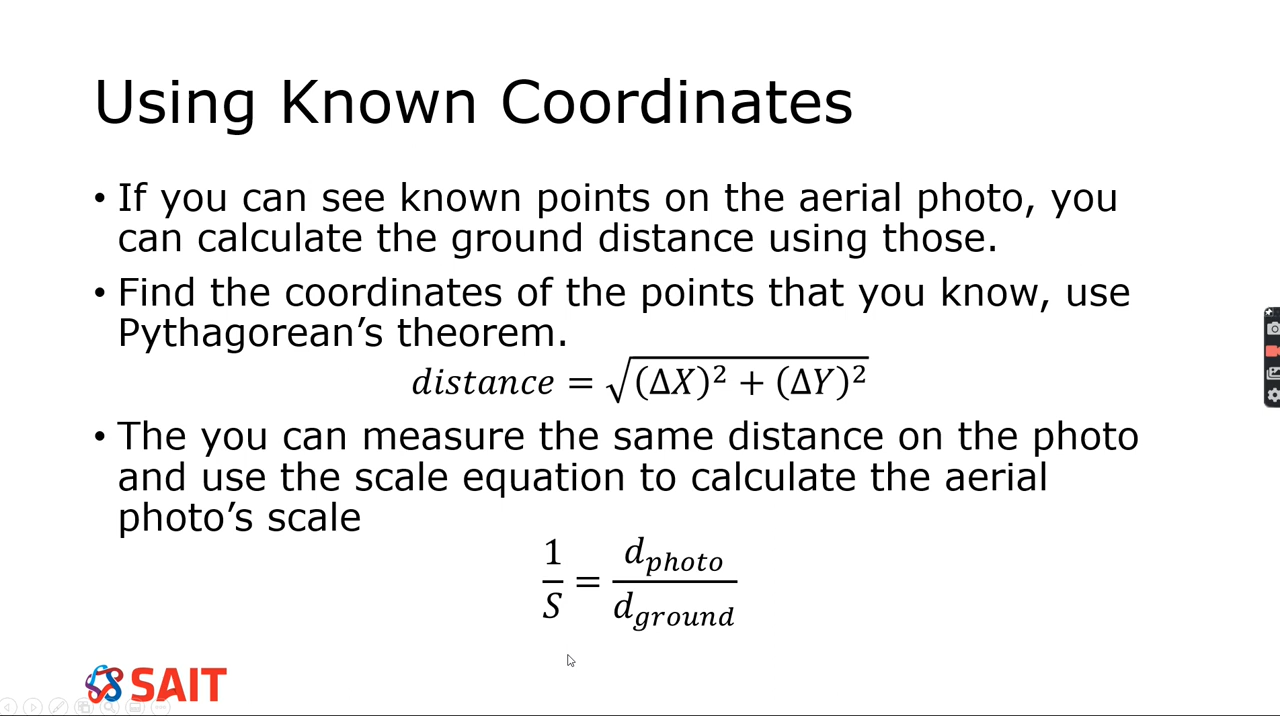 Using Known Coordinates
• If you can see known points on the aerial photo, you
can calculate the ground distance using those.
• Find the coordinates of the points that you know, use
Pythagorean’s theorem.
distance = √(ΔX)² + (ΔY)²
• The you can measure the same distance on the photo
and use the scale equation to calculate the aerial
photo’s scale
1/S = d_photo/d_ground
SAIT